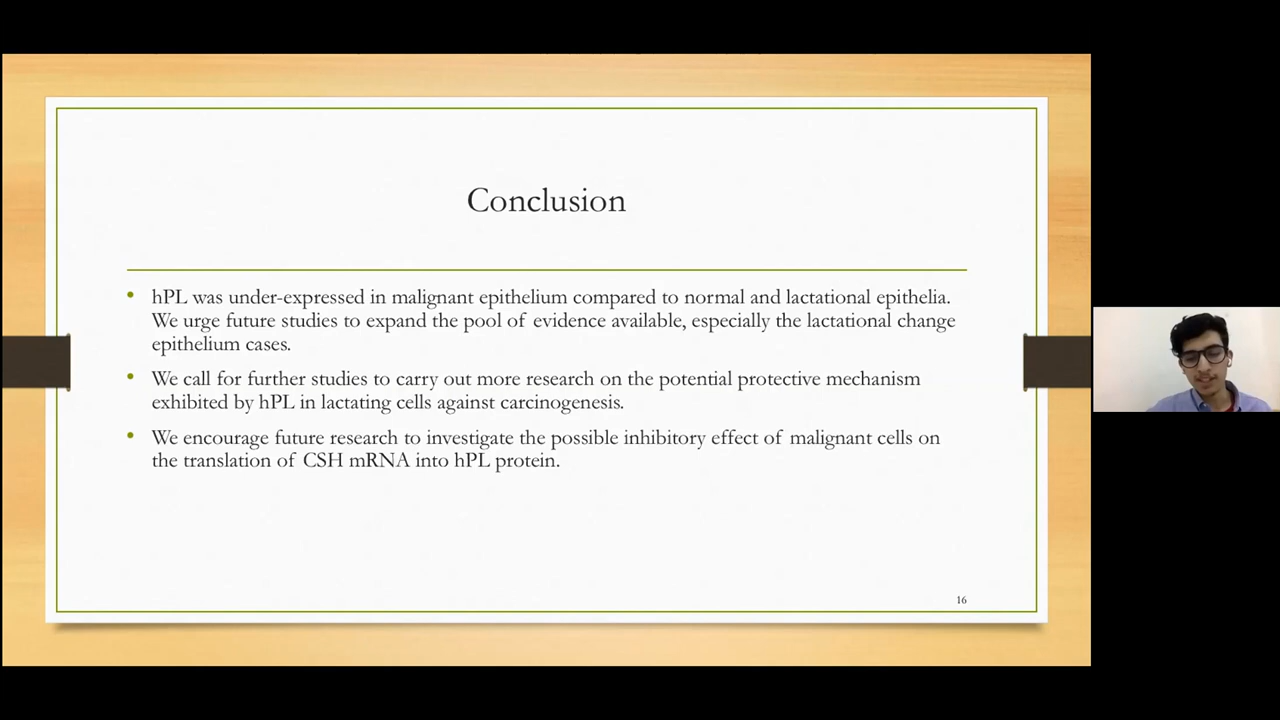 Conclusion
• hPL was under-expressed in malignant epithelium compared to normal and lactational epithelia.
We urge future studies to expand the pool of evidence available, especially the lactational change
epithelium cases.
• We call for further studies to carry out more research on the potential protective mechanism
exhibited by hPL in lactating cells against carcinogenesis.
• We encourage future research to investigate the possible inhibitory effect of malignant cells on
the translation of CSH mRNA into hPL protein.
16